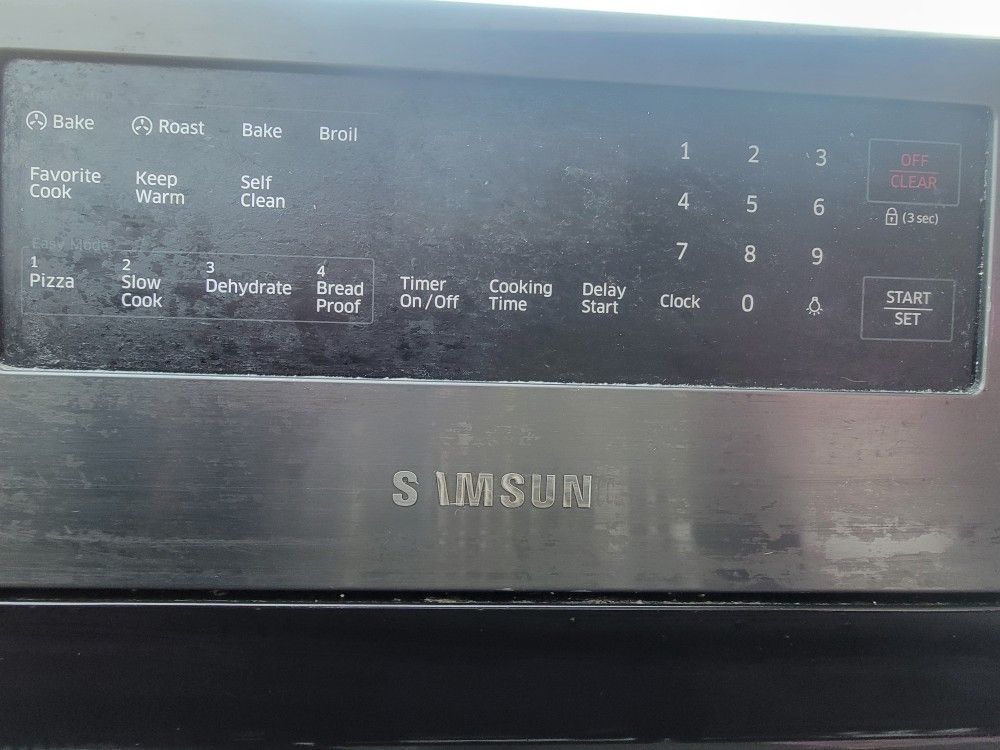 Bake Roast Bake Broil
Favorite Cook Keep Warm Self Clean
Easy Mode
1 Pizza 2 Slow Cook 3 Dehydrate 4 Bread Proof
Timer On/Off Cooking Time Delay Start Clock
1 2 3
4 5 6
7 8 9
0
OFF
CLEAR
(3 sec)
START
SET
S MSUN